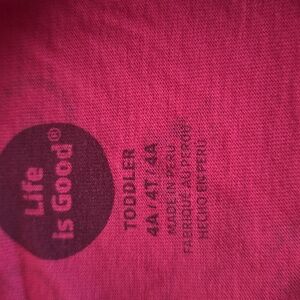 Life
is Good®
TODDLER
4A / 4T / 4A
MADE IN PERU
FABRIQUÉ AU PÉROU
HECHO EN PERÚ